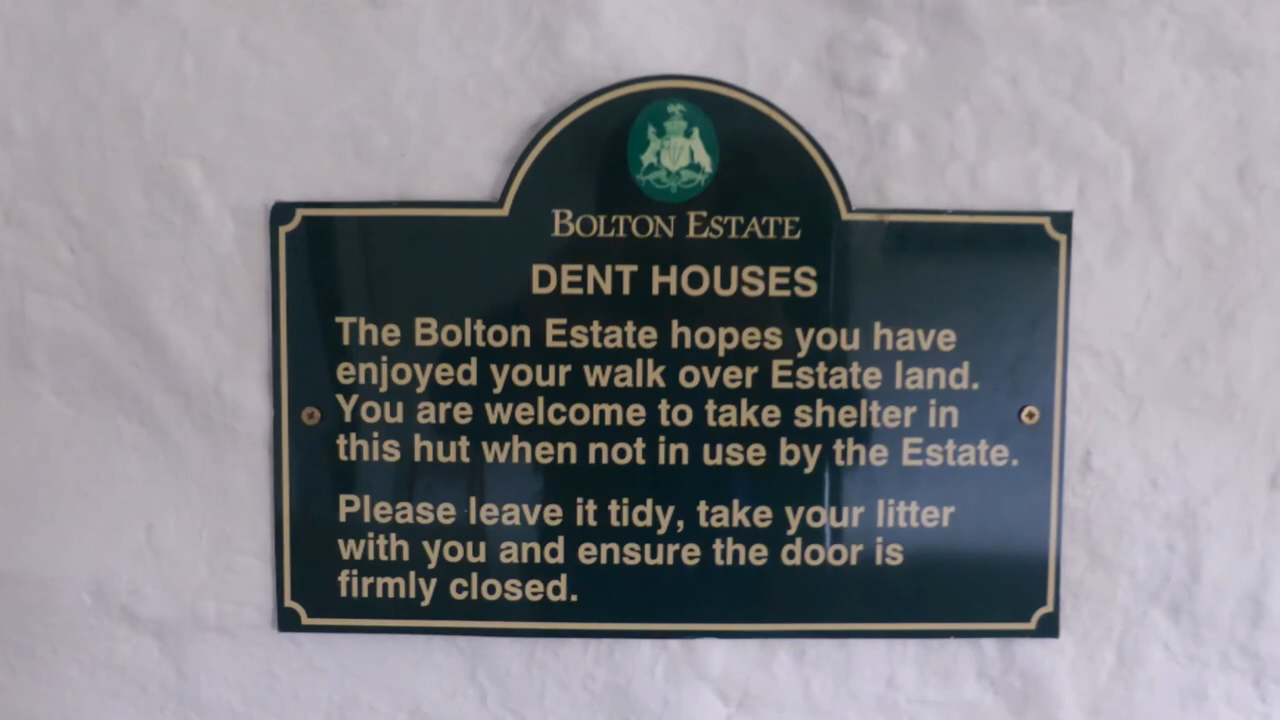 BOLTON ESTATE
DENT HOUSES
The Bolton Estate hopes you have
enjoyed your walk over Estate land.
You are welcome to take shelter in
this hut when not in use by the Estate.
Please leave it tidy, take your litter
with you and ensure the door is
firmly closed.